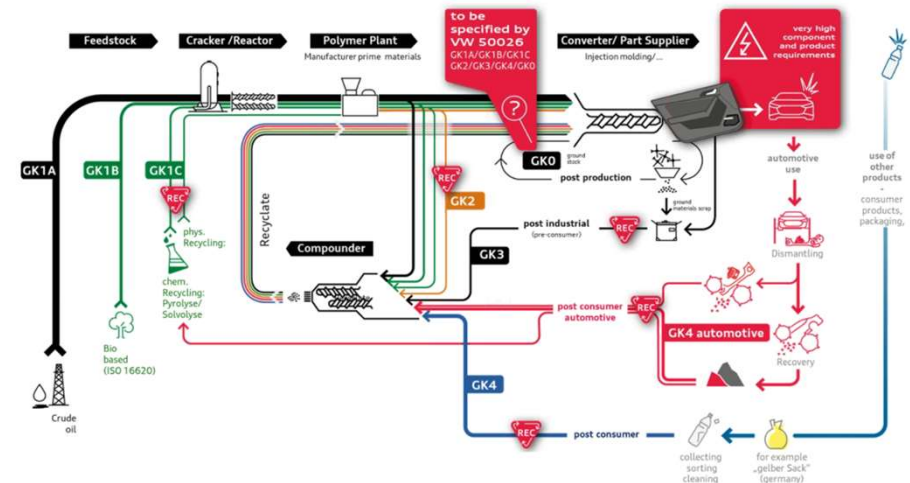 to be
specified by
VW 50026
GK1A/GK1B/GK1C
GK2/GK3/GK4/GK0
?
Feedstock
Cracker /Reactor
Polymer Plant
Manufacturer prime materials
Converter/ Part Supplier
Injection molding/...
very high
component
and product
requirements
GK1A
GK1B
GK1C
REC
phys.
Recycling:
chem.
Recycling:
Pyrolyse/
Solvolyse
Bio
based
(ISO 16620)
Crude
oil
Recyclate
Compounder
REC
GK2
GK0
ground
stock
post production
ground
materials scrap
post industrial
(pre-consumer)
REC
GK3
post consumer
automotive
REC
GK4 automotive
GK4
REC
post consumer
automotive
use
Dismantling
Recovery
use of
other
products
-
consumer
products,
packaging,
collecting
sorting
cleaning
for example
„gelber Sack"
(germany)